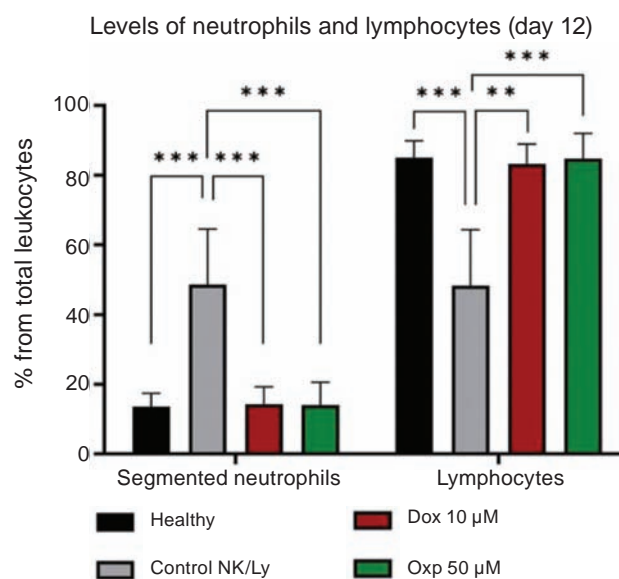 Levels of neutrophils and lymphocytes (day 12)
% from total leukocytes
100
80
60
40
20
0
*** *** ***
*** ** ***
Segmented neutrophils Lymphocytes
Healthy Dox 10 µM
Control NK/Ly Oxp 50 µM